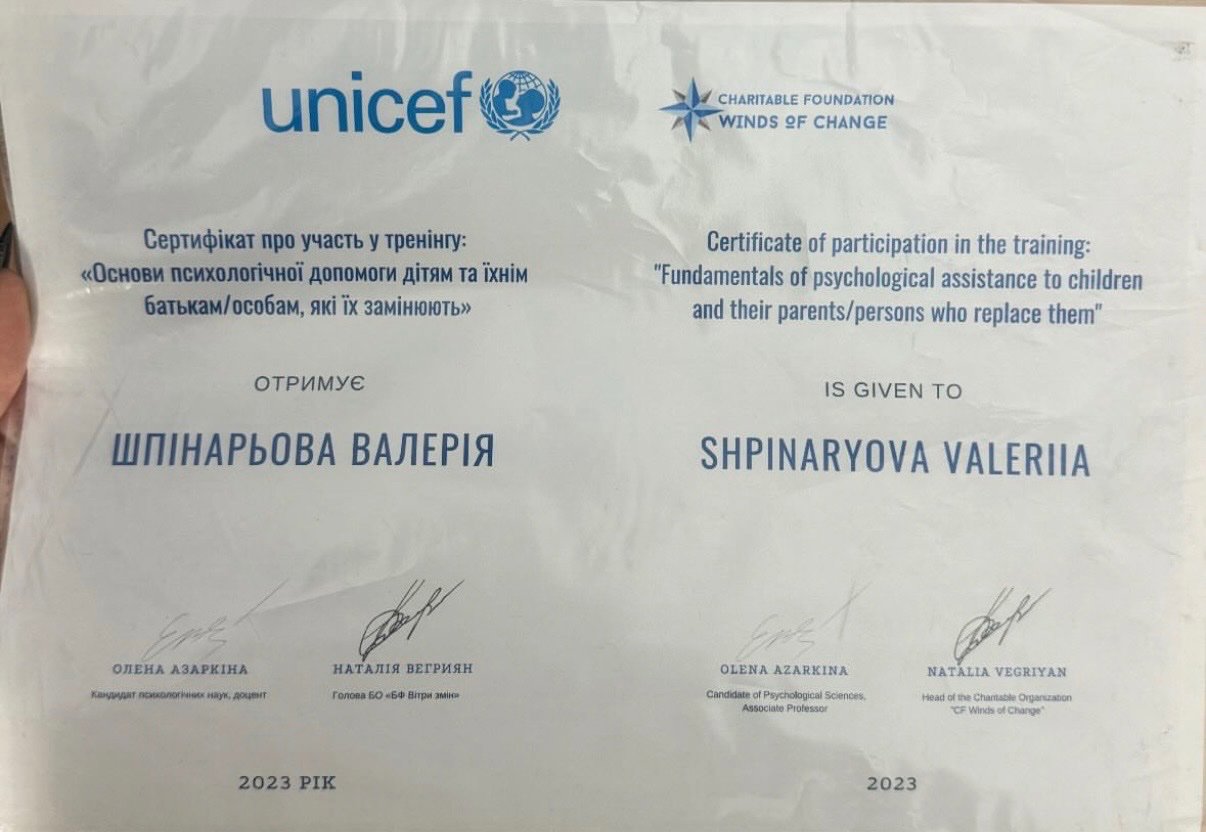 unicef
CHARITABLE FOUNDATION
WINDS OF CHANGE
Сертифікат про участь у тренінгу:
«Основи психологічної допомоги дітям та їхнім
батькам/особам, які їх замінюють»
ОТРИМУЄ
ШПІНАРЬОВА ВАЛЕРІЯ
ОЛЕНА АЗАРКІНА
Кандидат психологічних наук, доцент
НАТАЛІЯ ВЕГРИЯН
Голова БО «БФ Вітри змін»
2023 РІК
Certificate of participation in the training:
"Fundamentals of psychological assistance to children
and their parents/persons who replace them"
IS GIVEN TO
SHPINARYOVA VALERIIA
OLENA AZARKINA
Candidate of Psychological Sciences,
Associate Professor
NATALIA VEGRIYAN
Head of the Charitable Organization
"CF Winds of Change"
2023